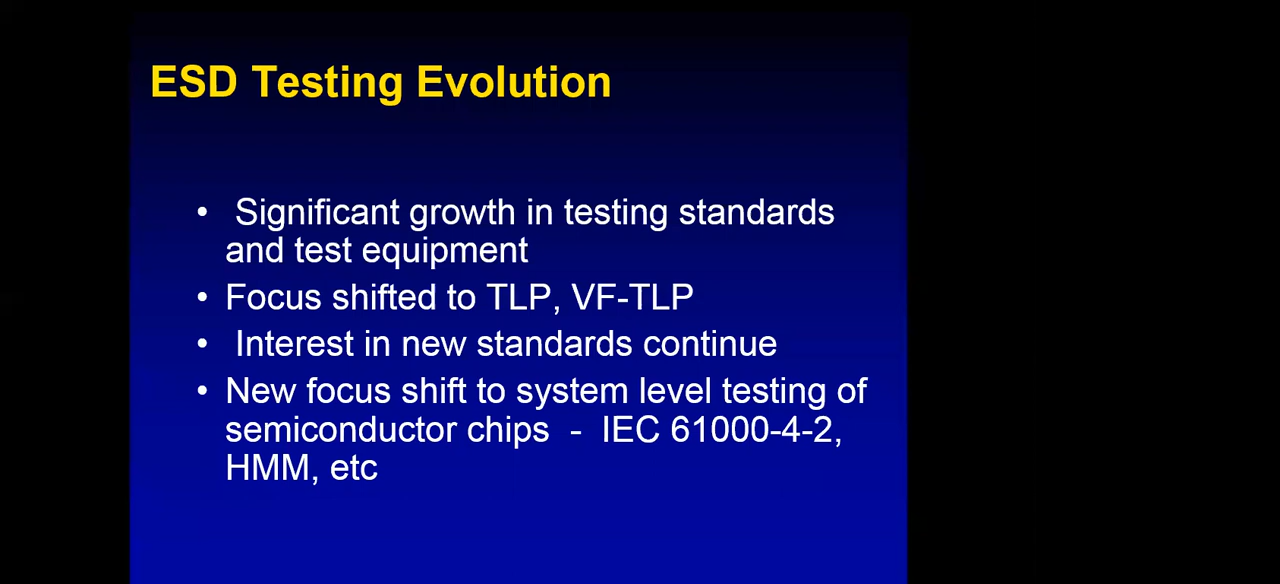 ESD Testing Evolution
• Significant growth in testing standards
and test equipment
• Focus shifted to TLP, VF-TLP
• Interest in new standards continue
• New focus shift to system level testing of
semiconductor chips - IEC 61000-4-2,
HMM, etc